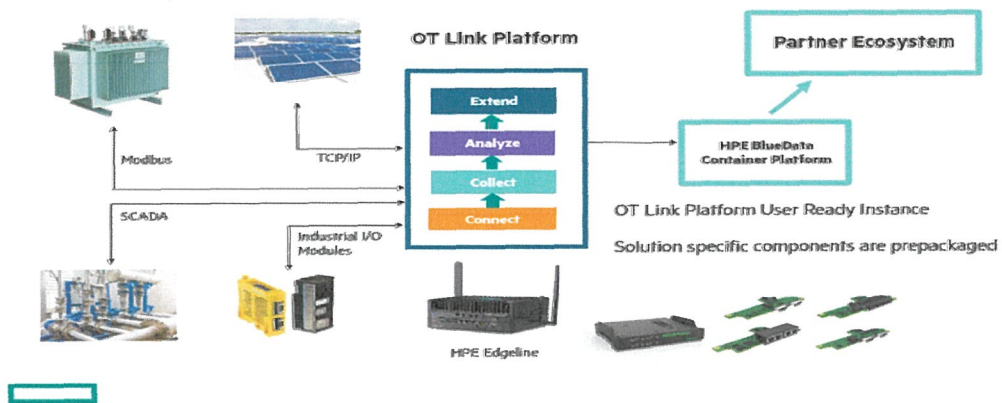 OT Link Platform
Partner Ecosystem
Extend
Analyze
Collect
Connect
HPE BlueData
Container Platform
Modibus
TCP/IP
SCADA
Industrial I/O
Modules
OT Link Platform User Ready Instance
Solution specific components are prepackaged
HPE Edgeline